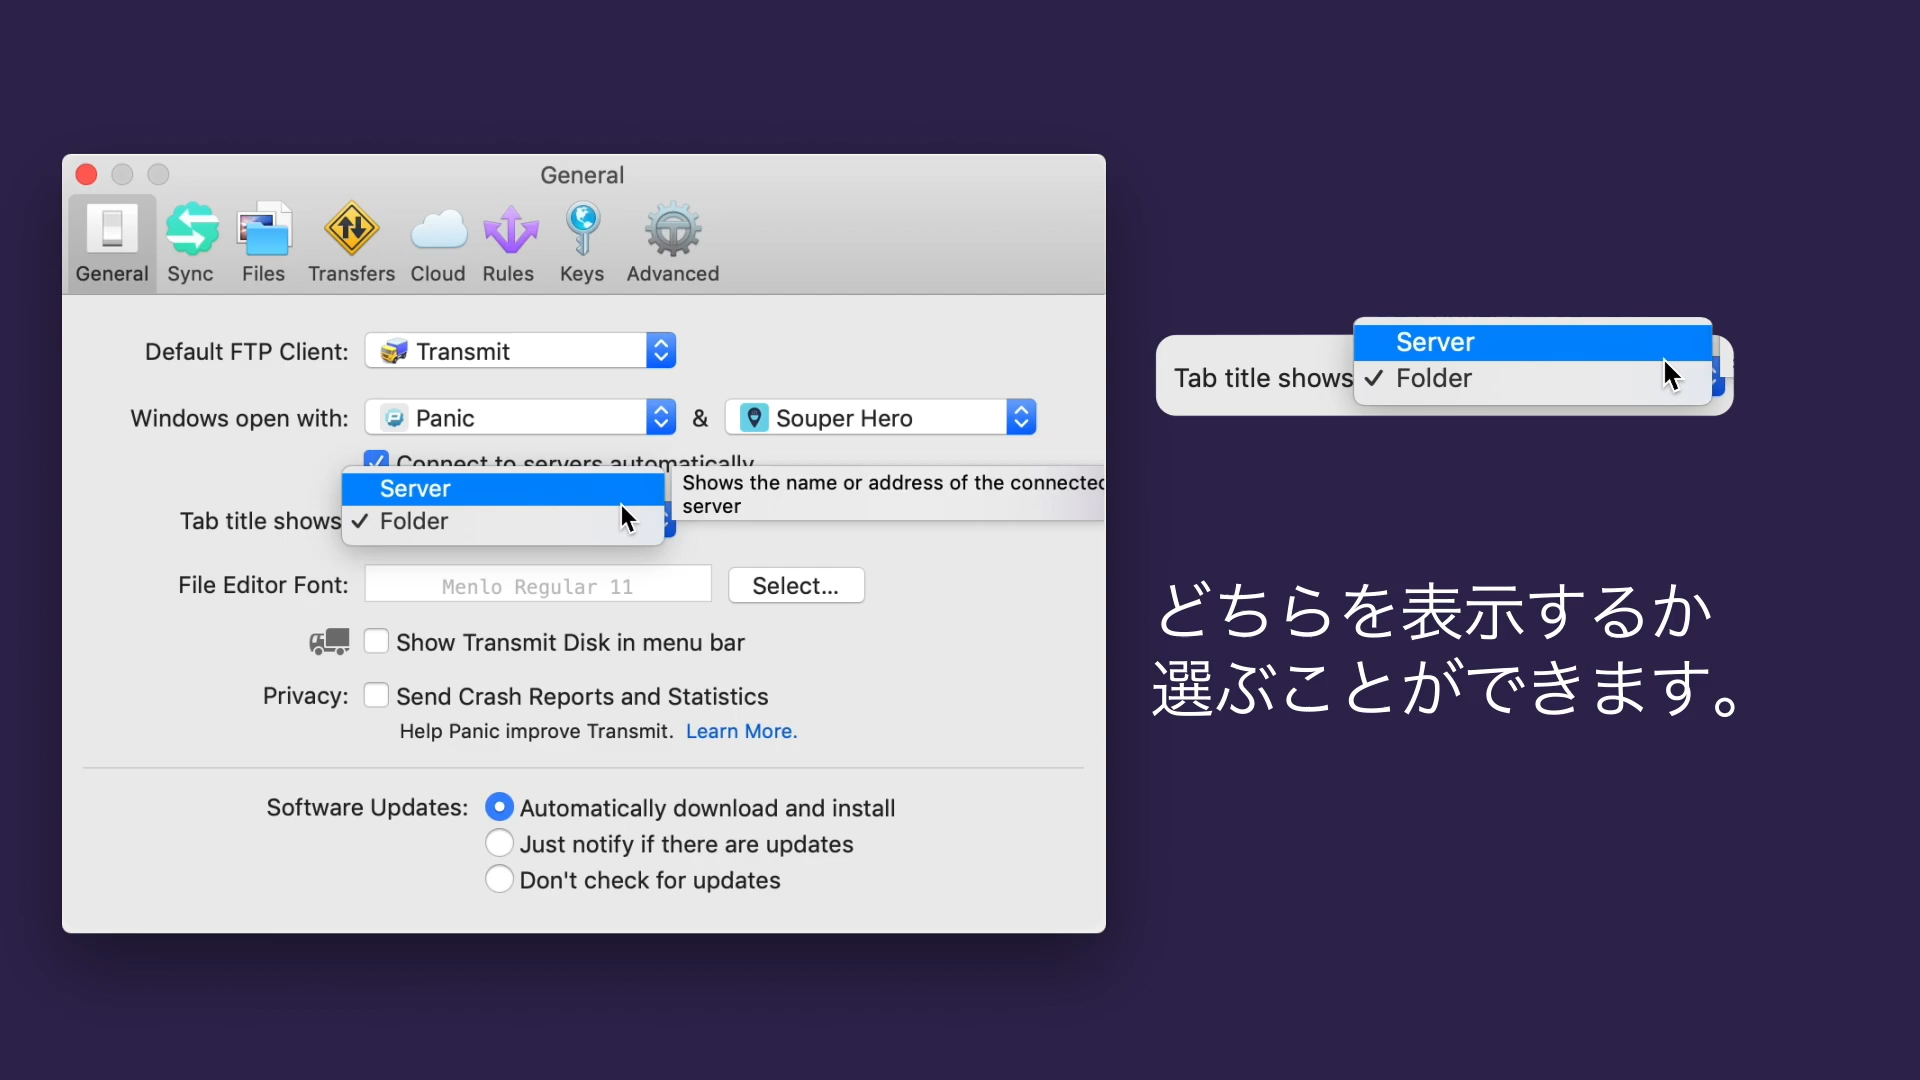 General
General Sync Files Transfers Cloud Rules Keys Advanced
Default FTP Client: Transmit
Windows open with: Panic & Souper Hero
Connect to servers automatically
Server
Tab title shows ✓ Folder
Shows the name or address of the connected
server
File Editor Font: Menlo Regular 11 Select...
Show Transmit Disk in menu bar
Privacy: Send Crash Reports and Statistics
Help Panic improve Transmit. Learn More.
Software Updates: Automatically download and install
Just notify if there are updates
Don't check for updates
Server
Tab title shows ✓ Folder
どちらを表示するか
選ぶことができます。